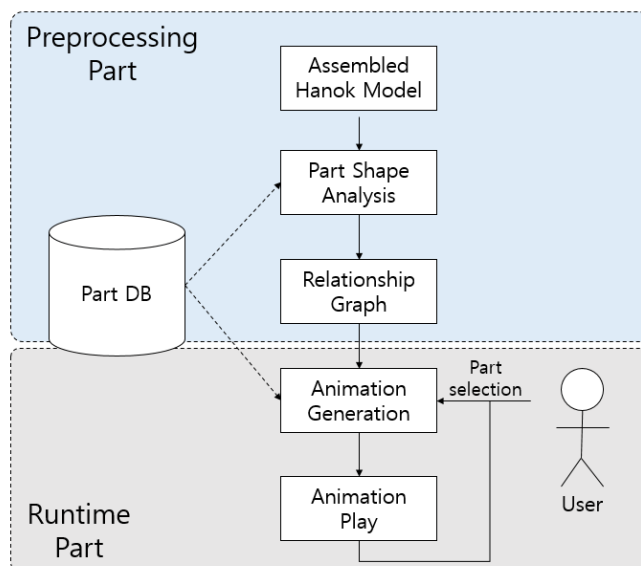 Preprocessing
Part
Assembled
Hanok Model
Part Shape
Analysis
Part DB
Relationship
Graph
Part
selection
Animation
Generation
User
Animation
Play
Runtime
Part